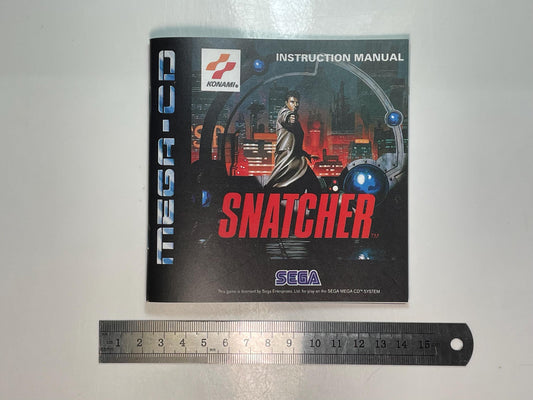 MEGA-CD
KONAMI®
INSTRUCTION MANUAL
SNATCHER™
SEGA
This game is licensed by Sega Enterprises, Ltd. for play on the SEGA MEGA CD™ SYSTEM.
1 2 3 4 5 6 7 8 9 10 11 12 13 14 15